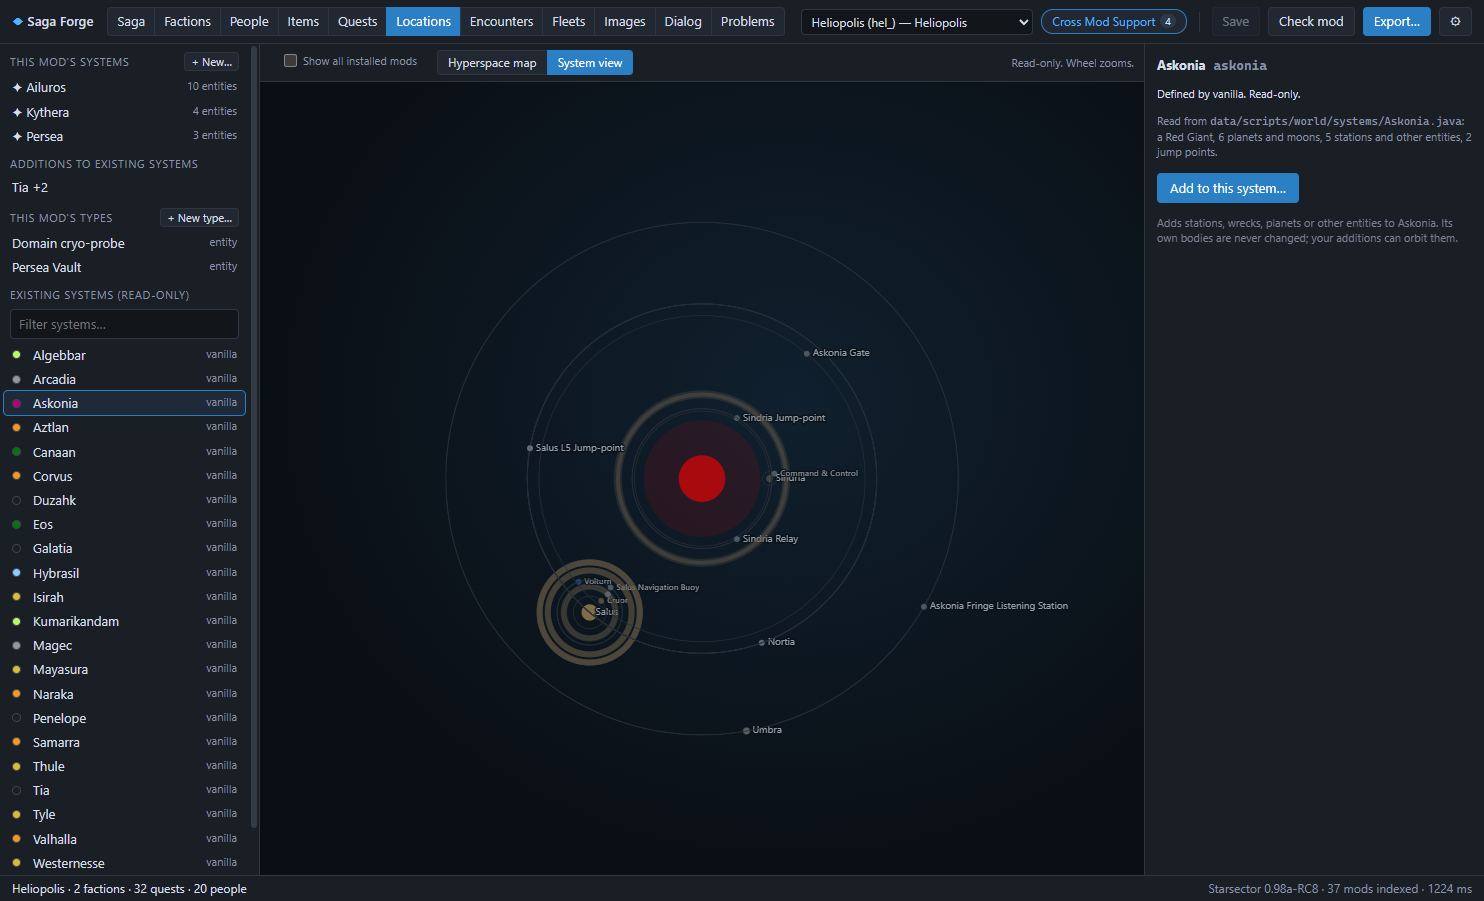 Saga Forge
Saga
Factions
People
Items
Quests
Locations
Encounters
Fleets
Images
Dialog
Problems
Heliopolis (hel_) — Heliopolis
Cross Mod Support 4
Save
Check mod
Export...
THIS MOD'S SYSTEMS
+ New...
Ailuros 10 entities
Kythera 4 entities
Persea 3 entities
ADDITIONS TO EXISTING SYSTEMS
Tia +2
THIS MOD'S TYPES
+ New type...
Domain cryo-probe entity
Persea Vault entity
EXISTING SYSTEMS (READ-ONLY)
Filter systems...
Algebbar vanilla
Arcadia vanilla
Askonia vanilla
Aztlan vanilla
Canaan vanilla
Corvus vanilla
Duzahk vanilla
Eos vanilla
Galatia vanilla
Hybrasil vanilla
Isirah vanilla
Kumarikandam vanilla
Magec vanilla
Mayasura vanilla
Naraka vanilla
Penelope vanilla
Samarra vanilla
Thule vanilla
Tia vanilla
Tyle vanilla
Valhalla vanilla
Westernesse vanilla
Show all installed mods
Hyperspace map
System view
Read-only. Wheel zooms.
Askonia Gate
Sindria Jump-point
Salus L5 Jump-point
Command & Control
Sindria
Sindria Relay
Volturn
Salus Navigation Buoy
Cruor
Salus
Askonia Fringe Listening Station
Nortia
Umbra
Askonia askonia
Defined by vanilla. Read-only.
Read from data/scripts/world/systems/Askonia.java:
a Red Giant, 6 planets and moons, 5 stations and other entities, 2
jump points.
Add to this system...
Adds stations, wrecks, planets or other entities to Askonia. Its
own bodies are never changed; your additions can orbit them.
Heliopolis · 2 factions · 32 quests · 20 people
Starsector 0.98a-RC8 · 37 mods indexed · 1224 ms